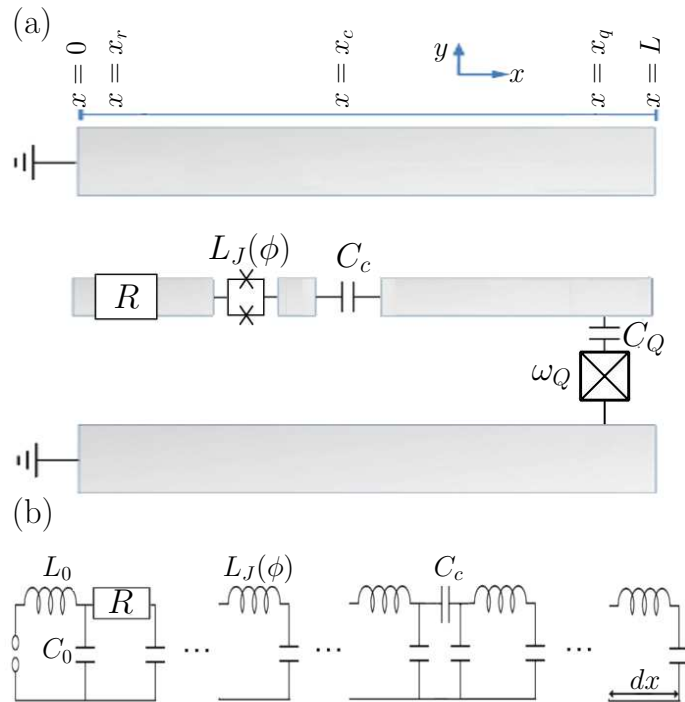 (a)
x = 0
x = x_r
x = x_c
y
x
x = x_q
x = L
L_J(ϕ)
C_c
R
C_Q
ω_Q
(b)
L_0
R
L_J(ϕ)
C_c
C_0
...
...
...
dx